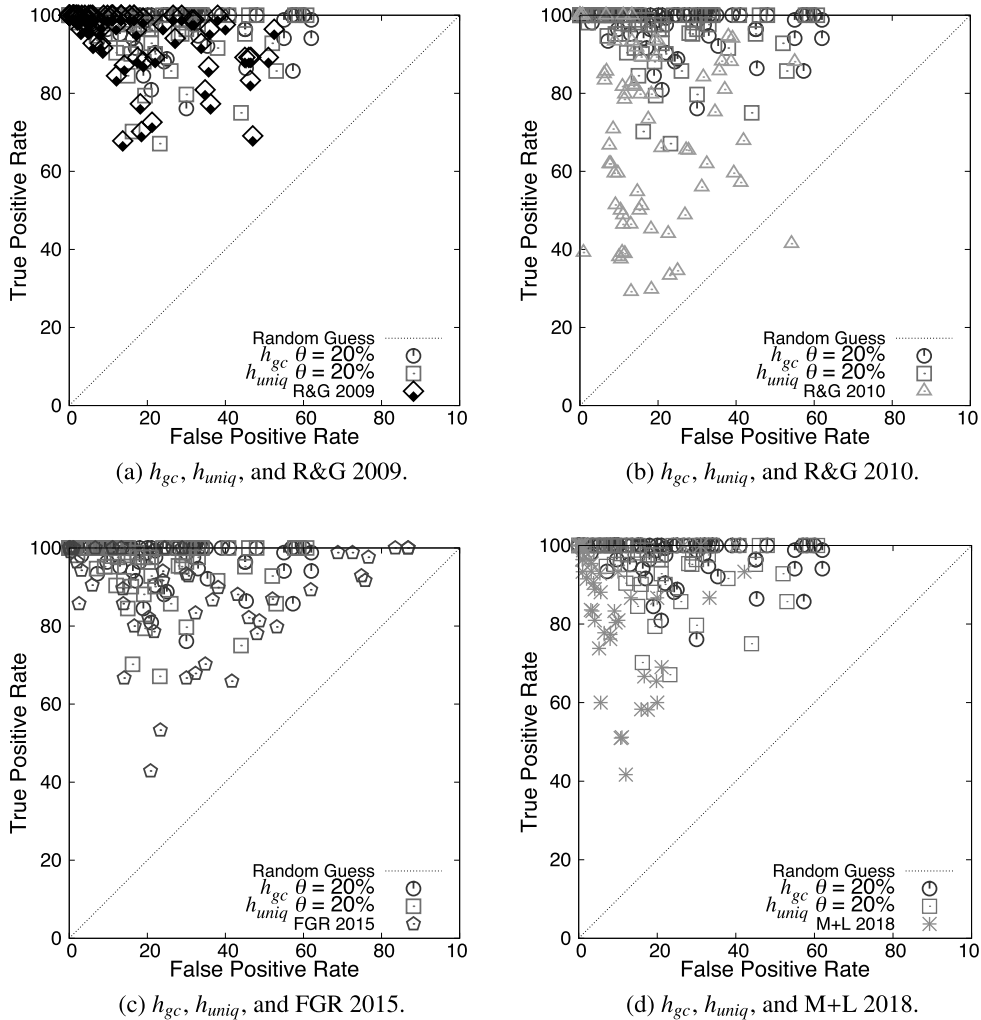 100
80
60
40
20
0
True Positive Rate
0 20 40 60 80 10
False Positive Rate
Random Guess
h_gc θ = 20%
h_uniq θ = 20%
R&G 2009
(a) h_gc, h_uniq, and R&G 2009.
100
80
60
40
20
0
True Positive Rate
0 20 40 60 80 10
False Positive Rate
Random Guess
h_gc θ = 20%
h_uniq θ = 20%
R&G 2010
(b) h_gc, h_uniq, and R&G 2010.
100
80
60
40
20
0
True Positive Rate
0 20 40 60 80 10
False Positive Rate
Random Guess
h_gc θ = 20%
h_uniq θ = 20%
FGR 2015
(c) h_gc, h_uniq, and FGR 2015.
100
80
60
40
20
0
True Positive Rate
0 20 40 60 80 10
False Positive Rate
Random Guess
h_gc θ = 20%
h_uniq θ = 20%
M+L 2018
(d) h_gc, h_uniq, and M+L 2018.